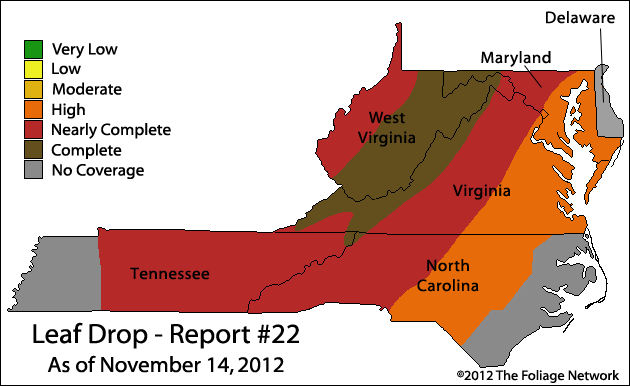 Delaware
Maryland
Very Low
Low
Moderate
High
Nearly Complete
Complete
No Coverage
West
Virginia
Virginia
Tennessee
North
Carolina
Leaf Drop - Report #22
As of November 14, 2012
©2012 The Foliage Network